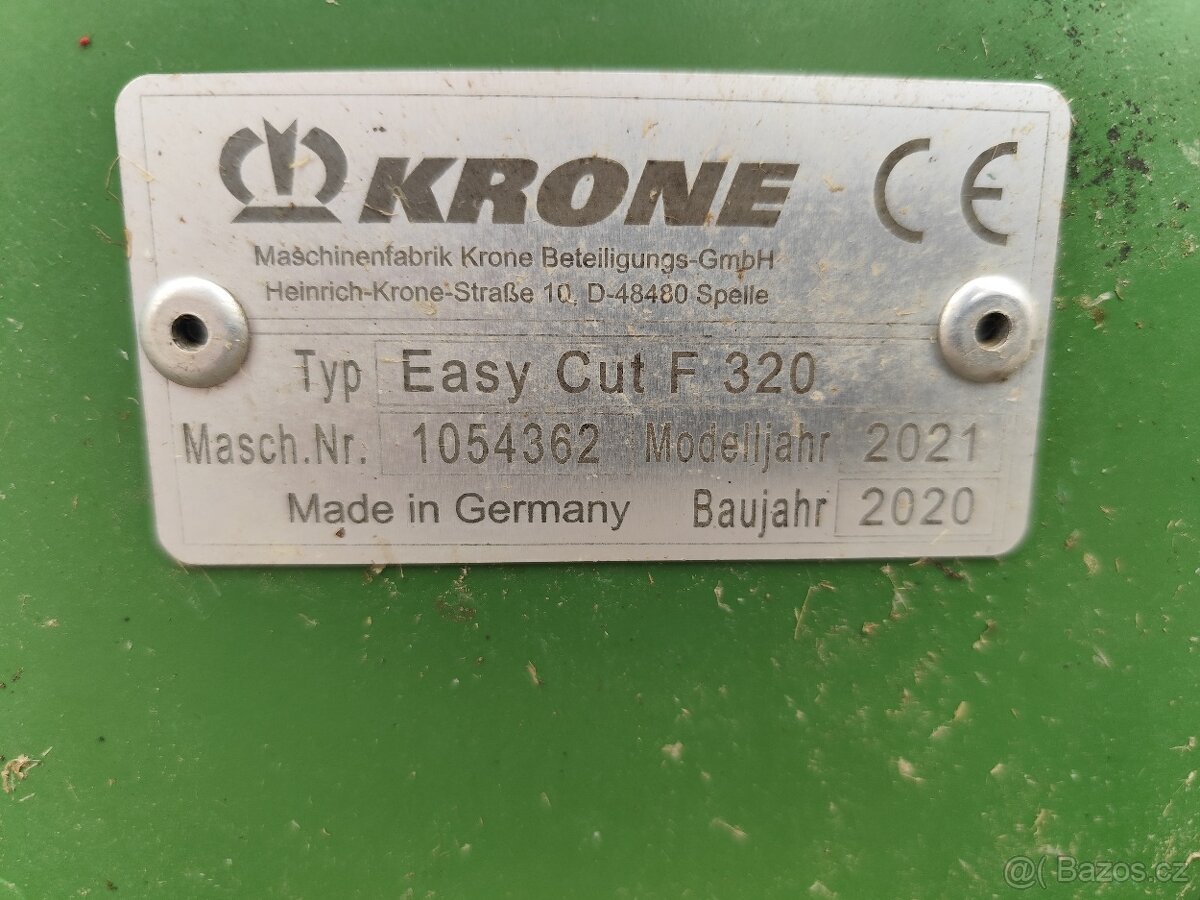 KRONE CE
Maschinenfabrik Krone Beteiligungs-GmbH
Heinrich-Krone-Straße 10, D-48480 Spelle
Typ Easy Cut F 320
Masch.Nr. 1054362 Modelljahr 2021
Made in Germany Baujahr 2020
@( Bazos.cz